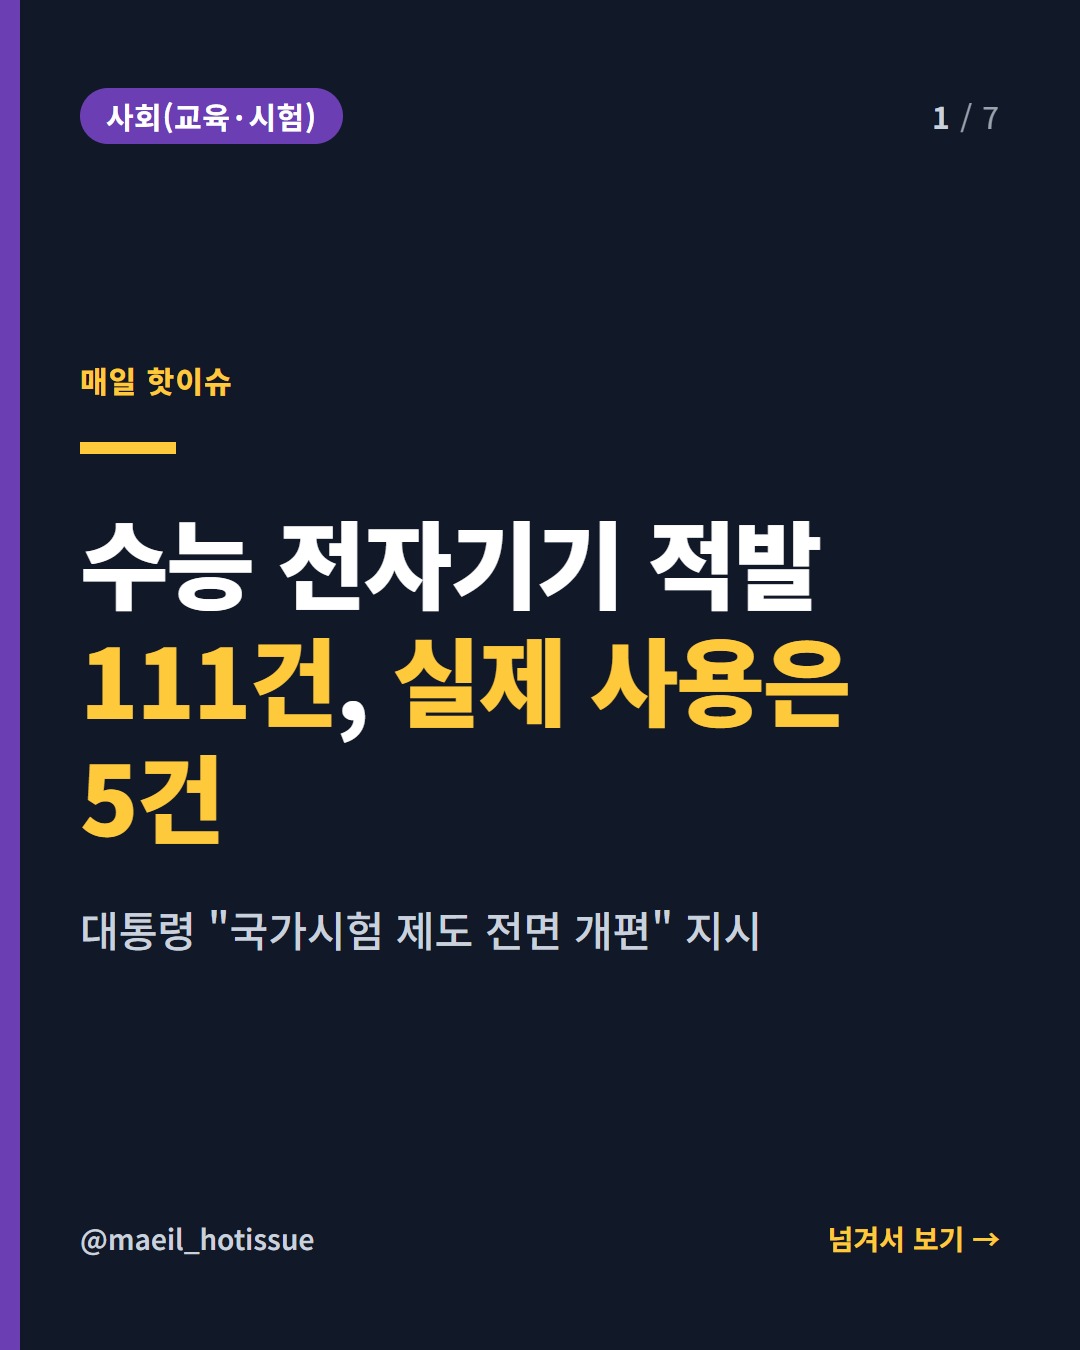 사회(교육·시험)
1 / 7
매일 핫이슈
수능 전자기기 적발
111건, 실제 사용은
5건
대통령 "국가시험 제도 전면 개편" 지시
@maeil_hotissue
넘겨서 보기 →